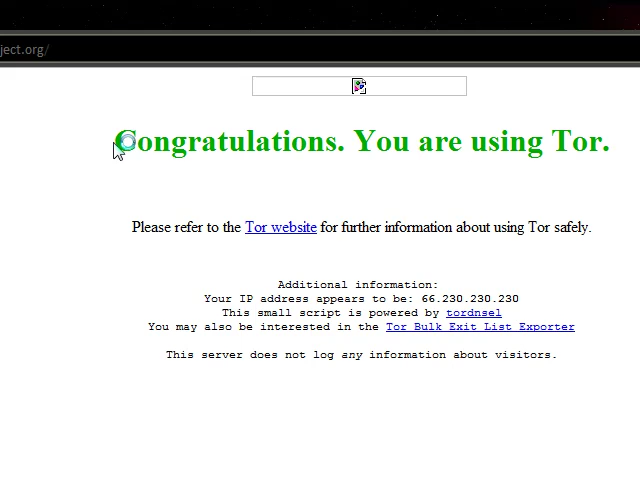 ject.org/
Congratulations. You are using Tor.
Please refer to the Tor website for further information about using Tor safely.
Additional information:
Your IP address appears to be: 66.230.230.230
This small script is powered by tordnsel
You may also be interested in the Tor Bulk Exit List Exporter
This server does not log any information about visitors.